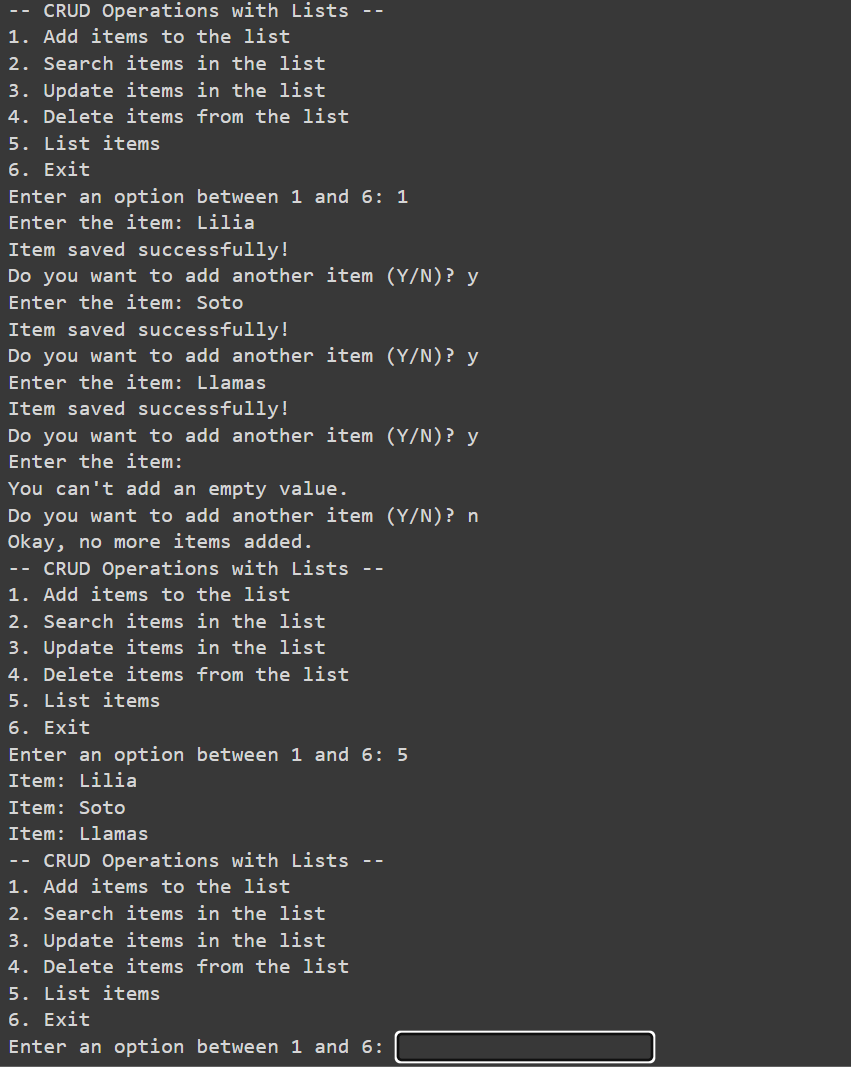 -- CRUD Operations with Lists --
1. Add items to the list
2. Search items in the list
3. Update items in the list
4. Delete items from the list
5. List items
6. Exit
Enter an option between 1 and 6: 1
Enter the item: Lilia
Item saved successfully!
Do you want to add another item (Y/N)? y
Enter the item: Soto
Item saved successfully!
Do you want to add another item (Y/N)? y
Enter the item: Llamas
Item saved successfully!
Do you want to add another item (Y/N)? y
Enter the item:
You can't add an empty value.
Do you want to add another item (Y/N)? n
Okay, no more items added.
-- CRUD Operations with Lists --
1. Add items to the list
2. Search items in the list
3. Update items in the list
4. Delete items from the list
5. List items
6. Exit
Enter an option between 1 and 6: 5
Item: Lilia
Item: Soto
Item: Llamas
-- CRUD Operations with Lists --
1. Add items to the list
2. Search items in the list
3. Update items in the list
4. Delete items from the list
5. List items
6. Exit
Enter an option between 1 and 6: